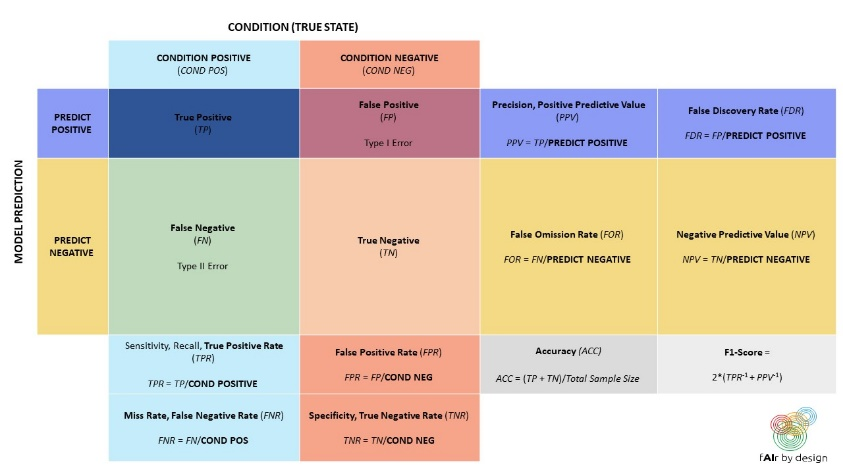 CONDITION (TRUE STATE)
CONDITION POSITIVE
(COND POS)
CONDITION NEGATIVE
(COND NEG)
MODEL PREDICTION
PREDICT
POSITIVE
True Positive
(TP)
False Positive
(FP)
Type I Error
Precision, Positive Predictive Value
(PPV)
PPV = TP/PREDICT POSITIVE
False Discovery Rate (FDR)
FDR = FP/PREDICT POSITIVE
PREDICT
NEGATIVE
False Negative
(FN)
Type II Error
True Negative
(TN)
False Omission Rate (FOR)
FOR = FN/PREDICT NEGATIVE
Negative Predictive Value (NPV)
NPV = TN/PREDICT NEGATIVE
Sensitivity, Recall, True Positive Rate
(TPR)
TPR = TP/COND POSITIVE
False Positive Rate (FPR)
FPR = FP/COND NEG
Accuracy (ACC)
ACC = (TP + TN)/Total Sample Size
F1-Score =
2*(TPR⁻¹ + PPV⁻¹)
Miss Rate, False Negative Rate (FNR)
FNR = FN/COND POS
Specificity, True Negative Rate (TNR)
TNR = TN/COND NEG
fAIr by design